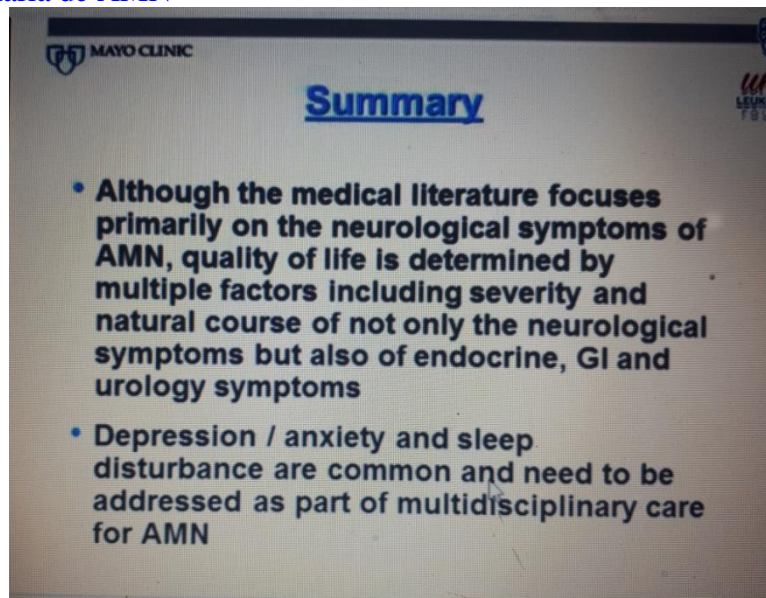 MAYO CLINIC
Summary
• Although the medical literature focuses
primarily on the neurological symptoms of
AMN, quality of life is determined by
multiple factors including severity and
natural course of not only the neurological
symptoms but also of endocrine, GI and
urology symptoms
• Depression / anxiety and sleep
disturbance are common and need to be
addressed as part of multidisciplinary care
for AMN